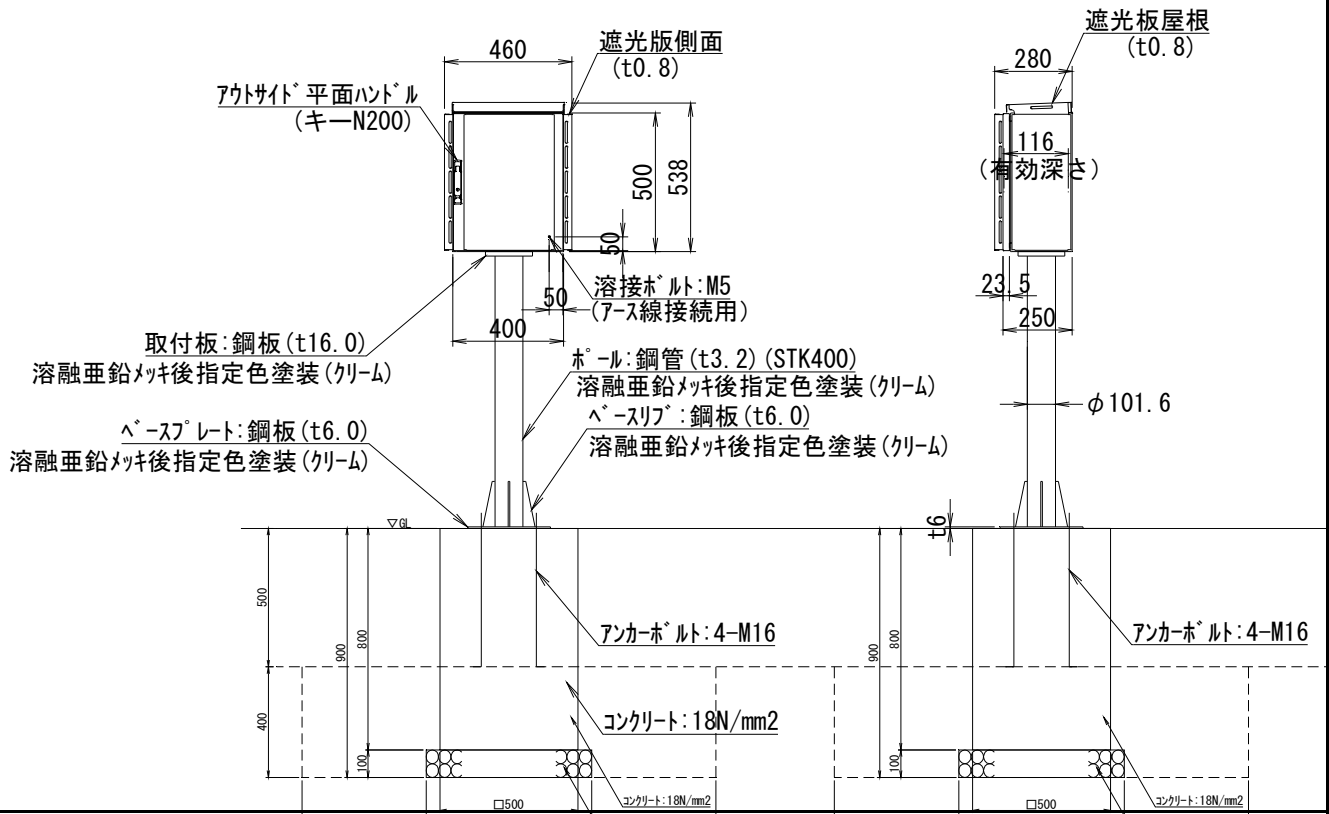 460
遮光版側面
(t0.8)
アウトサイド平面ハンドル
(キーN200)
500
538
50
50
溶接ボルト:M5
(アース線接続用)
400
取付板:鋼板(t16.0)
溶融亜鉛メッキ後指定色塗装(クリーム)
ポール:鋼管(t3.2)(STK400)
溶融亜鉛メッキ後指定色塗装(クリーム)
ベースリブ:鋼板(t6.0)
溶融亜鉛メッキ後指定色塗装(クリーム)
ベースプレート:鋼板(t6.0)
溶融亜鉛メッキ後指定色塗装(クリーム)
▽GL
500
400
900
800
100
アンカーボルト:4-M16
コンクリート:18N/mm2
コンクリート:18N/mm2
□500
遮光板屋根
(t0.8)
280
116
(有効深さ)
23.5
250
φ101.6
t6
900
800
100
アンカーボルト:4-M16
コンクリート:18N/mm2
□500